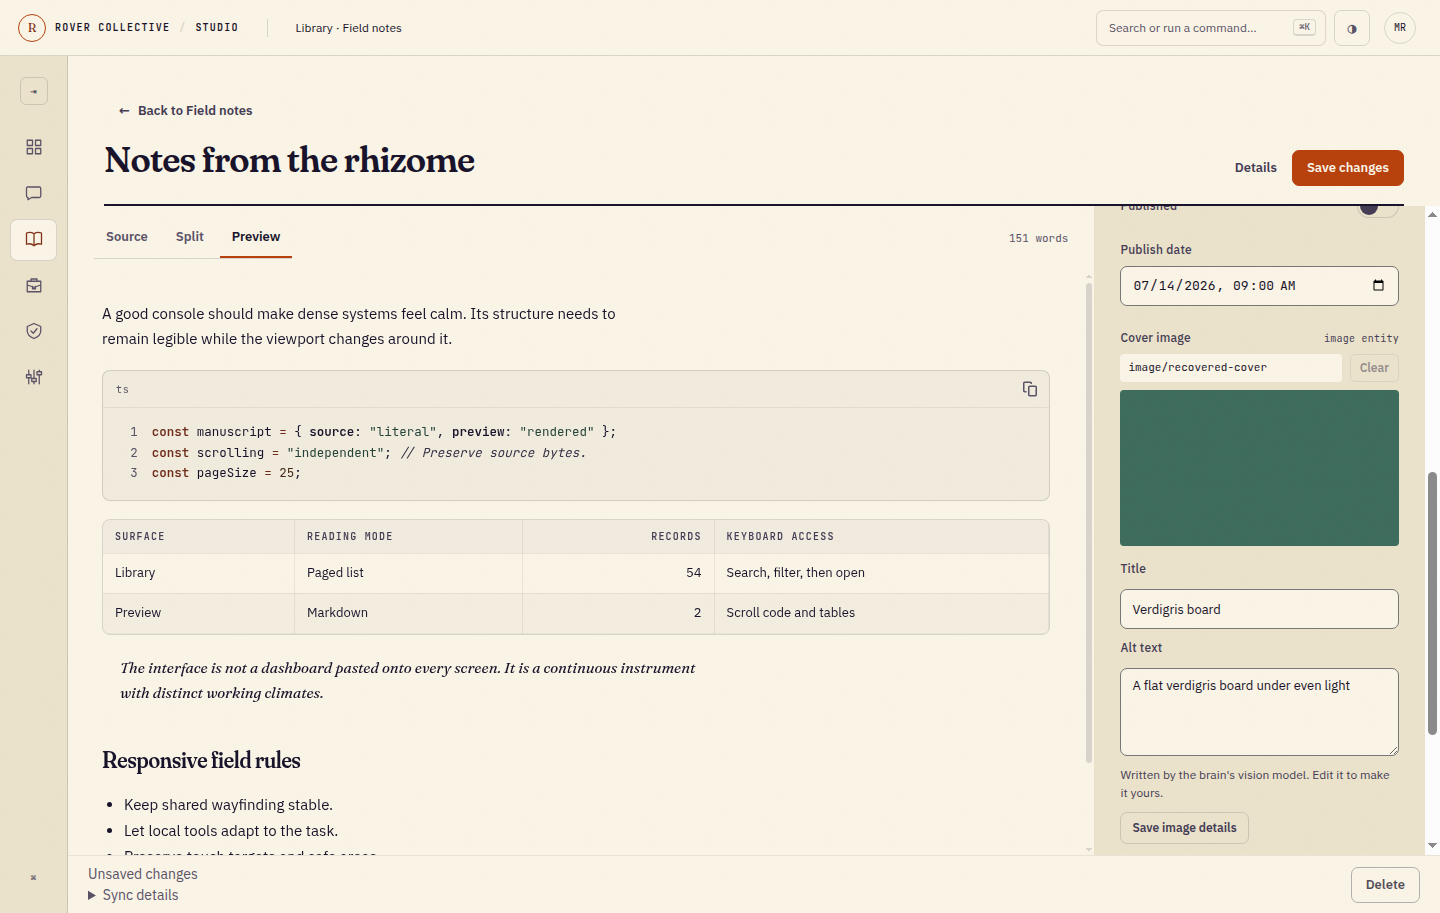 R ROVER COLLECTIVE / STUDIO
Library · Field notes
Search or run a command... ⌘K
MR
← Back to Field notes
Notes from the rhizome
Details
Save changes
Source Split Preview
151 words
A good console should make dense systems feel calm. Its structure needs to
remain legible while the viewport changes around it.
ts
1 const manuscript = { source: "literal", preview: "rendered" };
2 const scrolling = "independent"; // Preserve source bytes.
3 const pageSize = 25;
SURFACE READING MODE RECORDS KEYBOARD ACCESS
Library Paged list 54 Search, filter, then open
Preview Markdown 2 Scroll code and tables
The interface is not a dashboard pasted onto every screen. It is a continuous instrument
with distinct working climates.
Responsive field rules
• Keep shared wayfinding stable.
• Let local tools adapt to the task.
• Preserve touch targets and safe areas.
Published
Publish date
07/14/2026, 09:00 AM
Cover image image entity
image/recovered-cover Clear
Title
Verdigris board
Alt text
A flat verdigris board under even light
Written by the brain's vision model. Edit it to make
it yours.
Save image details
⌘
Unsaved changes
▶ Sync details
Delete